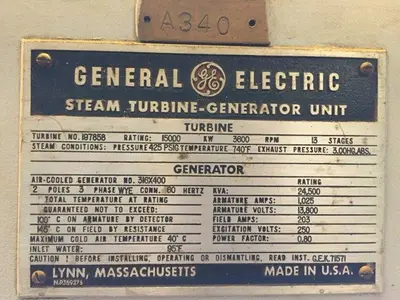 A340
GENERAL GE ELECTRIC
STEAM TURBINE-GENERATOR UNIT
TURBINE
TURBINE NO. 197858 RATING: 15000 KW 3600 RPM 13 STAGES
STEAM CONDITIONS: PRESSURE 425 PSIG TEMPERATURE 740°F EXHAUST PRESSURE: 3.00 HG. ABS.
GENERATOR
AIR-COOLED GENERATOR NO. 316X400 RATING
2 POLES 3 PHASE WYE CONN. 60 HERTZ KVA: 24,500
TOTAL TEMPERATURE AT RATING ARMATURE AMPS: 1,025
GUARANTEED NOT TO EXCEED: ARMATURE VOLTS: 13,800
°C ON ARMATURE BY DETECTOR FIELD AMPS: 203
°C ON FIELD BY RESISTANCE EXCITATION VOLTS: 250
MAXIMUM COLD AIR TEMPERATURE 40°C POWER FACTOR: 0.80
INLET WATER: 95°F
CAUTION ! BEFORE INSTALLING, OPERATING OR DISMANTLING, READ INST. G.E.K. 11571
LYNN, MASSACHUSETTS MADE IN U.S.A.